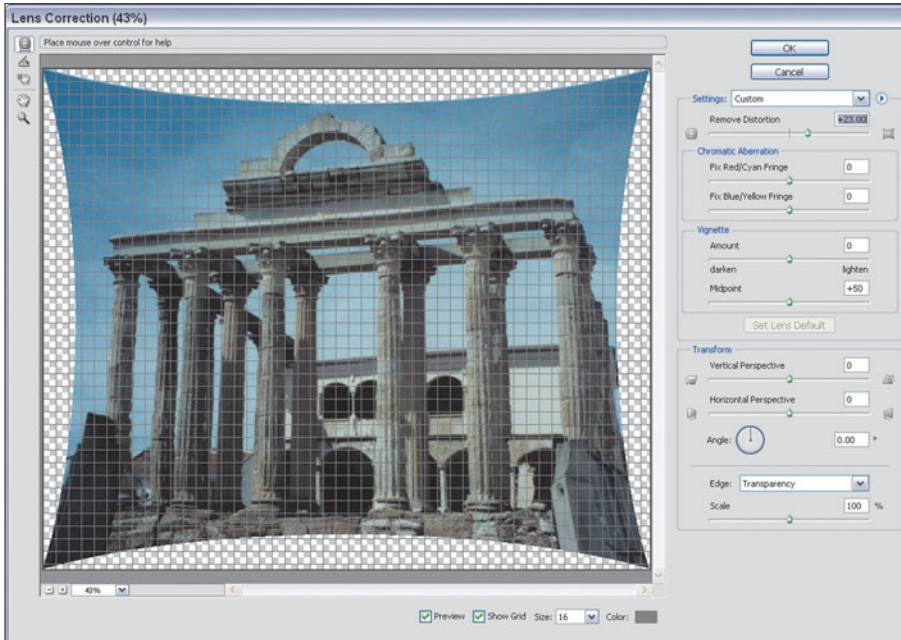 Lens Correction (43%)
Place mouse over control for help
OK
Cancel
Settings: Custom
Remove Distortion +23.00
Chromatic Aberration
Fix Red/Cyan Fringe 0
Fix Blue/Yellow Fringe 0
Vignette
Amount 0
darken lighten
Midpoint +50
Set Lens Default
Transform
Vertical Perspective 0
Horizontal Perspective 0
Angle: 0.00 °
Edge: Transparency
Scale 100 %
43%
Preview Show Grid Size: 16 Color: